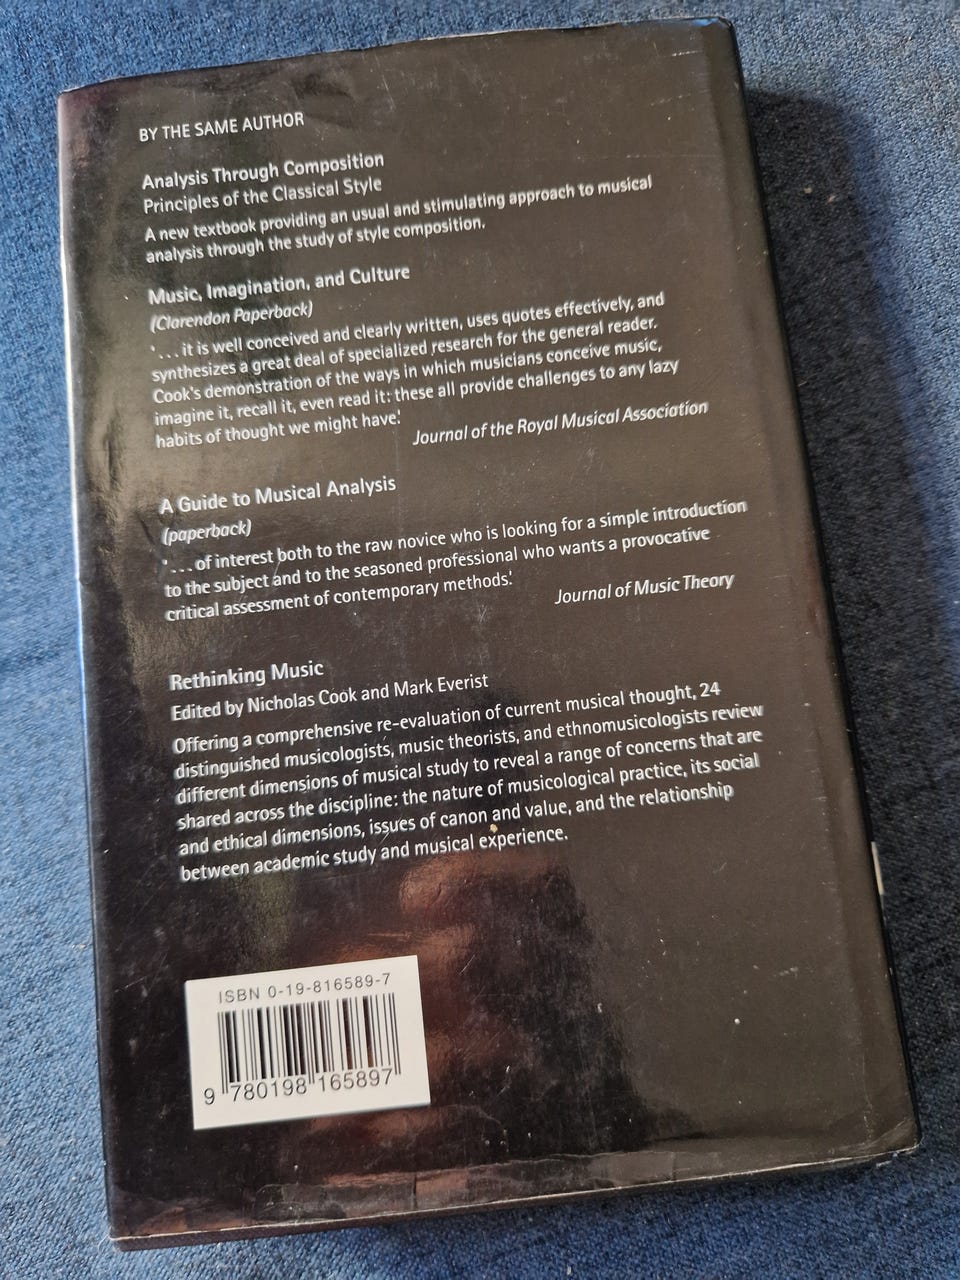 BY THE SAME AUTHOR
Analysis Through Composition
Principles of the Classical Style
A new textbook providing an usual and stimulating approach to musical
analysis through the study of style composition.
Music, Imagination, and Culture
(Clarendon Paperback)
'...it is well conceived and clearly written, uses quotes effectively, and
synthesizes a great deal of specialized research for the general reader.
Cook's demonstration of the ways in which musicians conceive music,
imagine it, recall it, even read it: these all provide challenges to any lazy
habits of thought we might have.'
Journal of the Royal Musical Association
A Guide to Musical Analysis
(paperback)
'...of interest both to the raw novice who is looking for a simple introduction
to the subject and to the seasoned professional who wants a provocative
critical assessment of contemporary methods.'
Journal of Music Theory
Rethinking Music
Edited by Nicholas Cook and Mark Everist
Offering a comprehensive re-evaluation of current musical thought, 24
distinguished musicologists, music theorists, and ethnomusicologists review
different dimensions of musical study to reveal a range of concerns that are
shared across the discipline: the nature of musicological practice, its social
and ethical dimensions, issues of canon and value, and the relationship
between academic study and musical experience.
ISBN 0-19-816589-7
9 780198 165897